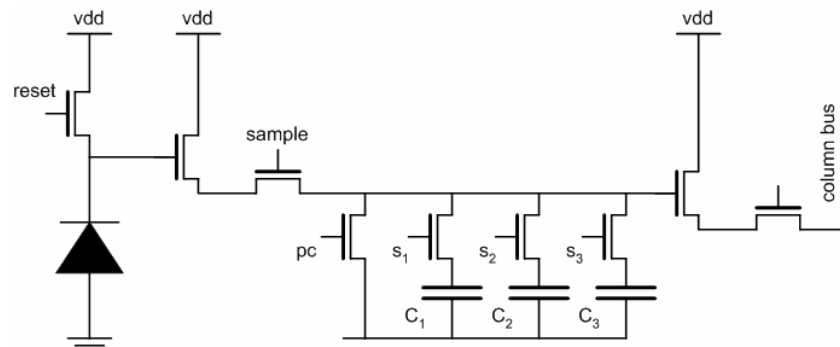 vdd
vdd
vdd
reset
sample
column bus
pc
s1
s2
s3
C1
C2
C3